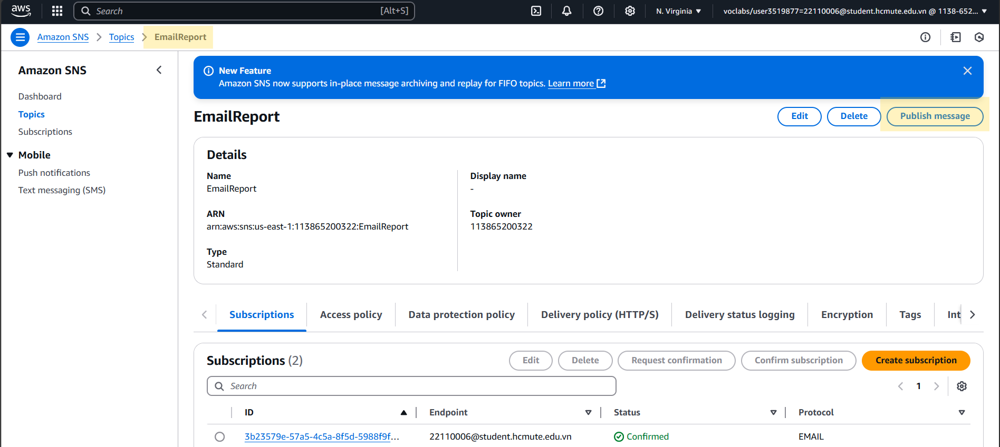 aws
Search [Alt+S]
N. Virginia
voclabs/user3519877=22110006@student.hcmute.edu.vn @ 1138-652...
Amazon SNS
Topics
EmailReport
Amazon SNS
Dashboard
Topics
Subscriptions
Mobile
Push notifications
Text messaging (SMS)
New Feature
Amazon SNS now supports in-place message archiving and replay for FIFO topics. Learn more
EmailReport
Edit
Delete
Publish message
Details
Name
EmailReport
ARN
arn:aws:sns:us-east-1:113865200322:EmailReport
Type
Standard
Display name
-
Topic owner
113865200322
Subscriptions
Access policy
Data protection policy
Delivery policy (HTTP/S)
Delivery status logging
Encryption
Tags
Int
Subscriptions (2)
Edit
Delete
Request confirmation
Confirm subscription
Create subscription
Search
1
ID
Endpoint
Status
Protocol
3b23579e-57a5-4c5a-8f5d-5988f9f...
22110006@student.hcmute.edu.vn
Confirmed
EMAIL